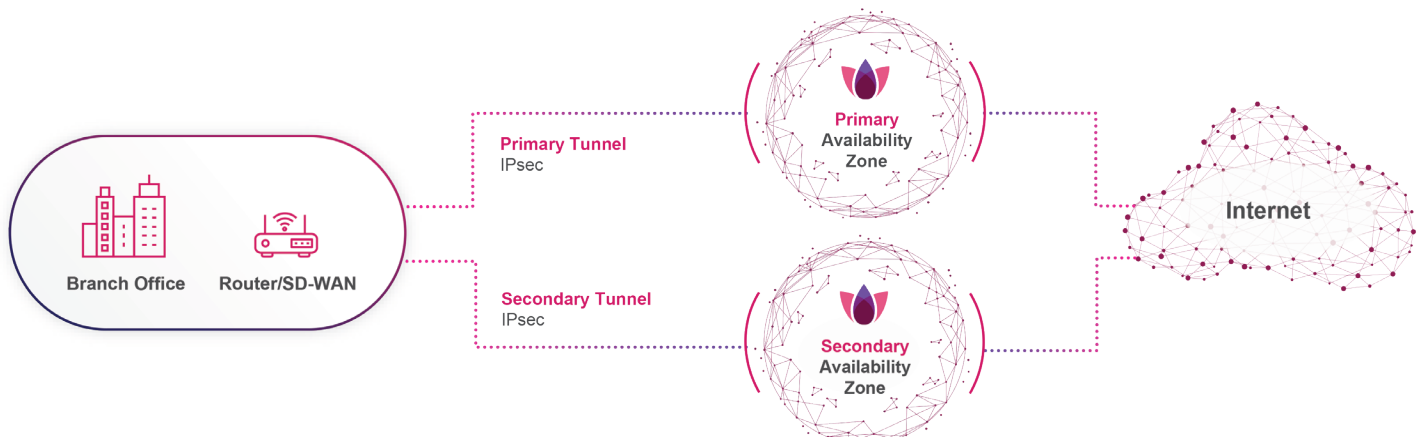 Branch Office
Router/SD-WAN
Primary Tunnel
IPsec
Secondary Tunnel
IPsec
Primary
Availability
Zone
Secondary
Availability
Zone
Internet